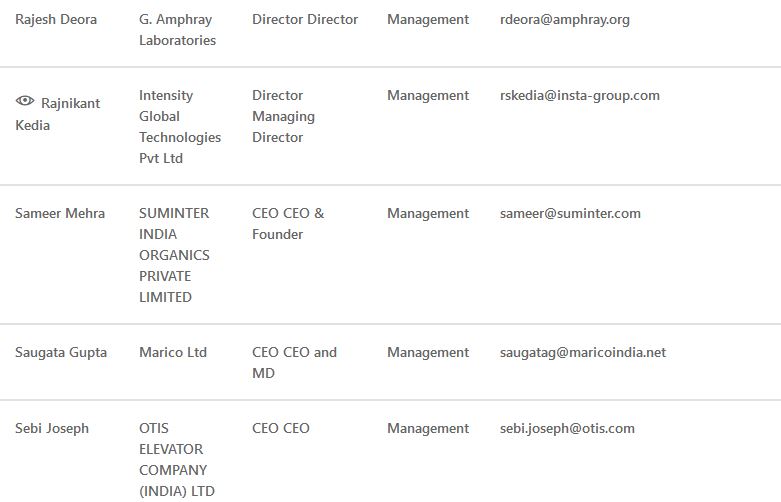 Rajesh Deora G. Amphray Director Director Management rdeora@amphray.org
Laboratories
Rajnikant Intensity Director Management rskedia@insta-group.com
Kedia Global Managing
Technologies Director
Pvt Ltd
Sameer Mehra SUMINTER CEO CEO & Management sameer@suminter.com
INDIA Founder
ORGANICS
PRIVATE
LIMITED
Saugata Gupta Marico Ltd CEO CEO and Management saugatag@maricoindia.net
MD
Sebi Joseph OTIS CEO CEO Management sebi.joseph@otis.com
ELEVATOR
COMPANY
(INDIA) LTD